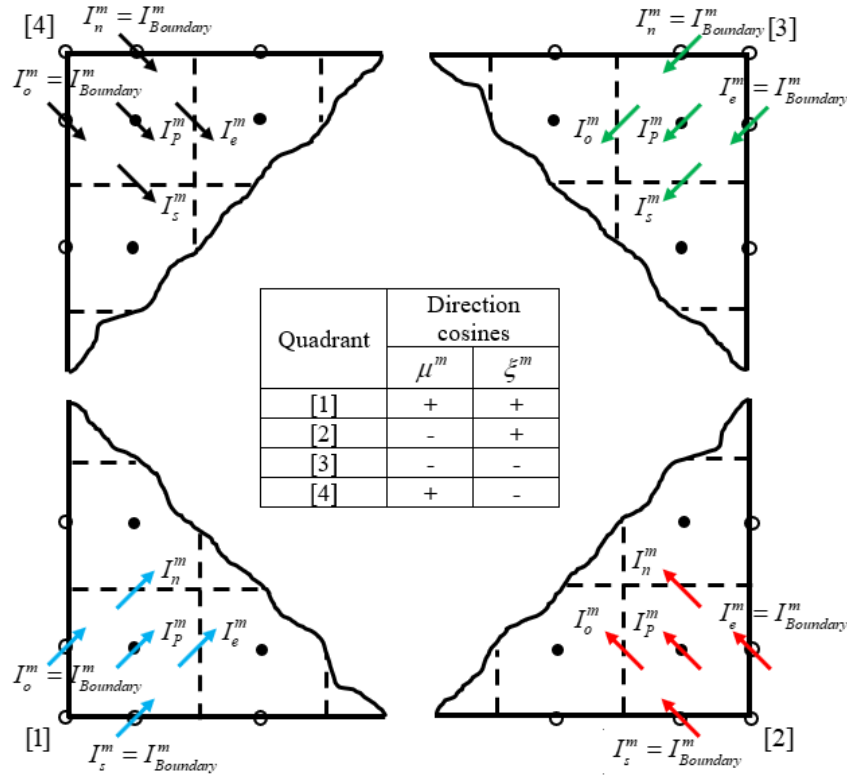 [4] I_n^m = I_Boundary^m
I_o^m = I_Boundary^m
I_P^m I_e^m
I_s^m
I_n^m = I_Boundary^m [3]
I_e^m = I_Boundary^m
I_o^m I_P^m
I_s^m
Quadrant Direction cosines
μ^m ξ^m
[1] + +
[2] - +
[3] - -
[4] + -
I_n^m
I_P^m I_e^m
I_o^m = I_Boundary^m
[1] I_s^m = I_Boundary^m
I_n^m
I_o^m I_P^m I_e^m = I_Boundary^m
I_s^m = I_Boundary^m [2]